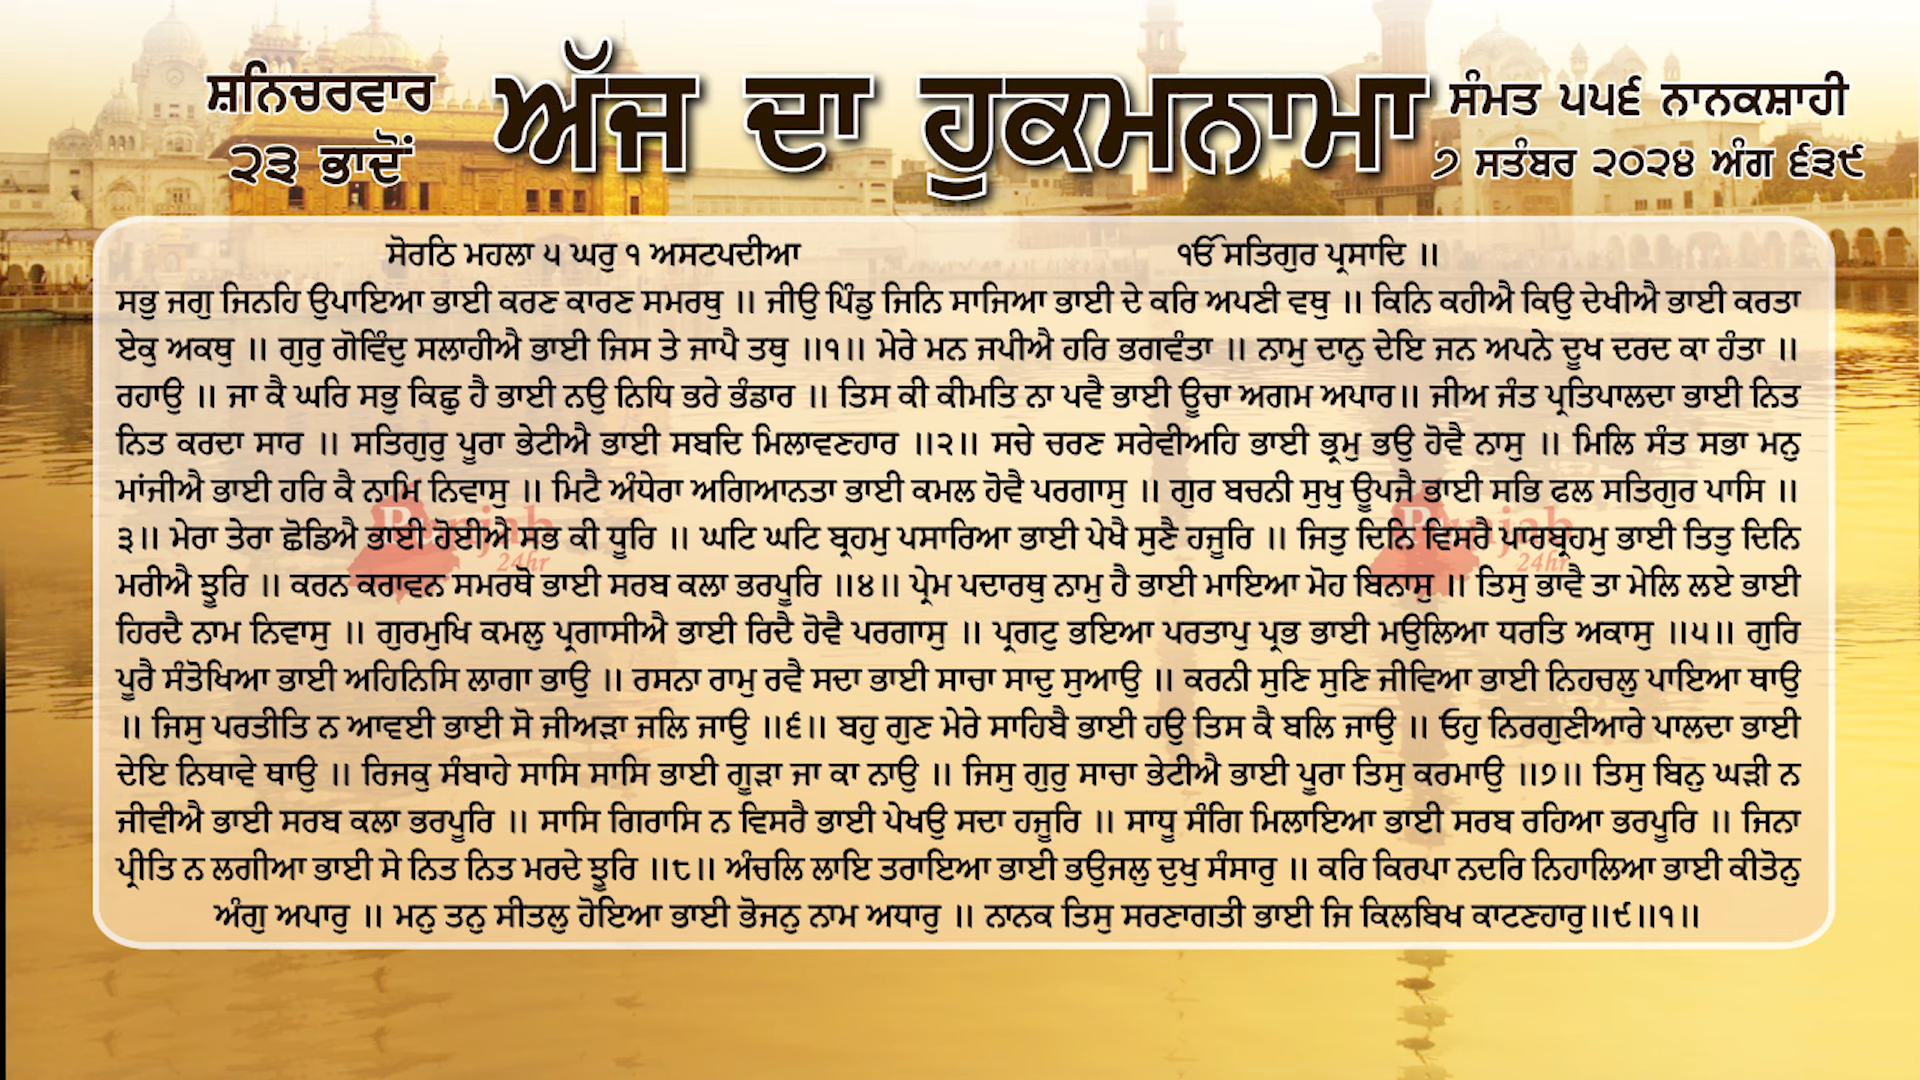 ਸ਼ਨਿਚਰਵਾਰ
੨੩ ਭਾਦੋਂ
ਅੱਜ ਦਾ ਹੁਕਮਨਾਮਾ
ਸੰਮਤ ੫੫੬ ਨਾਨਕਸ਼ਾਹੀ
੭ ਸਤੰਬਰ ੨੦੨੪ ਅੰਗ ੬੩੯
ਸੋਰਠਿ ਮਹਲਾ ੫ ਘਰੁ ੧ ਅਸਟਪਦੀਆ ੴ ਸਤਿਗੁਰ ਪ੍ਰਸਾਦਿ ॥
ਸਭੁ ਜਗੁ ਜਿਨਹਿ ਉਪਾਇਆ ਭਾਈ ਕਰਣ ਕਾਰਣ ਸਮਰਥੁ ॥ ਜੀਉ ਪਿੰਡੁ ਜਿਨਿ ਸਾਜਿਆ ਭਾਈ ਦੇ ਕਰਿ ਅਪਣੀ ਵਥੁ ॥ ਕਿਨਿ ਕਹੀਐ ਕਿਉ ਦੇਖੀਐ ਭਾਈ ਕਰਤਾ
ਏਕੁ ਅਕਥੁ ॥ ਗੁਰੁ ਗੋਵਿੰਦੁ ਸਲਾਹੀਐ ਭਾਈ ਜਿਸ ਤੇ ਜਾਪੈ ਤਥੁ ॥੧॥ ਮੇਰੇ ਮਨ ਜਪੀਐ ਹਰਿ ਭਗਵੰਤਾ ॥ ਨਾਮੁ ਦਾਨੁ ਦੇਇ ਜਨ ਅਪਨੇ ਦੂਖ ਦਰਦ ਕਾ ਹੰਤਾ ॥
ਰਹਾਉ ॥ ਜਾ ਕੈ ਘਰਿ ਸਭੁ ਕਿਛੁ ਹੈ ਭਾਈ ਨਉ ਨਿਧਿ ਭਰੇ ਭੰਡਾਰ ॥ ਤਿਸ ਕੀ ਕੀਮਤਿ ਨਾ ਪਵੈ ਭਾਈ ਊਚਾ ਅਗਮ ਅਪਾਰ॥ ਜੀਅ ਜੰਤ ਪ੍ਰਤਿਪਾਲਦਾ ਭਾਈ ਨਿਤ
ਨਿਤ ਕਰਦਾ ਸਾਰ ॥ ਸਤਿਗੁਰੁ ਪੂਰਾ ਭੇਟੀਐ ਭਾਈ ਸਬਦਿ ਮਿਲਾਵਣਹਾਰ ॥੨॥ ਸਚੇ ਚਰਣ ਸਰੇਵੀਅਹਿ ਭਾਈ ਭ੍ਰਮੁ ਭਉ ਹੋਵੈ ਨਾਸੁ ॥ ਮਿਲਿ ਸੰਤ ਸਭਾ ਮਨੁ
ਮਾਂਜੀਐ ਭਾਈ ਹਰਿ ਕੈ ਨਾਮਿ ਨਿਵਾਸੁ ॥ ਮਿਟੈ ਅੰਧੇਰਾ ਅਗਿਆਨਤਾ ਭਾਈ ਕਮਲ ਹੋਵੈ ਪਰਗਾਸੁ ॥ ਗੁਰ ਬਚਨੀ ਸੁਖੁ ਊਪਜੈ ਭਾਈ ਸਭਿ ਫਲ ਸਤਿਗੁਰ ਪਾਸਿ ॥
੩॥ ਮੇਰਾ ਤੇਰਾ ਛੋਡਿਐ ਭਾਈ ਹੋਈਐ ਸਭ ਕੀ ਧੂਰਿ ॥ ਘਟਿ ਘਟਿ ਬ੍ਰਹਮੁ ਪਸਾਰਿਆ ਭਾਈ ਪੇਖੈ ਸੁਣੈ ਹਜੂਰਿ ॥ ਜਿਤੁ ਦਿਨਿ ਵਿਸਰੈ ਪਾਰਬ੍ਰਹਮੁ ਭਾਈ ਤਿਤੁ ਦਿਨਿ
ਮਰੀਐ ਝੂਰਿ ॥ ਕਰਨ ਕਰਾਵਨ ਸਮਰਥੋ ਭਾਈ ਸਰਬ ਕਲਾ ਭਰਪੂਰਿ ॥੪॥ ਪ੍ਰੇਮ ਪਦਾਰਥੁ ਨਾਮੁ ਹੈ ਭਾਈ ਮਾਇਆ ਮੋਹ ਬਿਨਾਸੁ ॥ ਤਿਸੁ ਭਾਵੈ ਤਾ ਮੇਲਿ ਲਏ ਭਾਈ
ਹਿਰਦੈ ਨਾਮ ਨਿਵਾਸੁ ॥ ਗੁਰਮੁਖਿ ਕਮਲੁ ਪ੍ਰਗਾਸੀਐ ਭਾਈ ਰਿਦੈ ਹੋਵੈ ਪਰਗਾਸੁ ॥ ਪ੍ਰਗਟੁ ਭਇਆ ਪਰਤਾਪੁ ਪ੍ਰਭ ਭਾਈ ਮਉਲਿਆ ਧਰਤਿ ਅਕਾਸੁ ॥੫॥ ਗੁਰਿ
ਪੂਰੈ ਸੰਤੋਖਿਆ ਭਾਈ ਅਹਿਨਿਸਿ ਲਾਗਾ ਭਾਉ ॥ ਰਸਨਾ ਰਾਮੁ ਰਵੈ ਸਦਾ ਭਾਈ ਸਾਚਾ ਸਾਦੁ ਸੁਆਉ ॥ ਕਰਨੀ ਸੁਣਿ ਸੁਣਿ ਜੀਵਿਆ ਭਾਈ ਨਿਹਚਲੁ ਪਾਇਆ ਥਾਉ
॥ ਜਿਸੁ ਪਰਤੀਤਿ ਨ ਆਵਈ ਭਾਈ ਸੋ ਜੀਅੜਾ ਜਲਿ ਜਾਉ ॥੬॥ ਬਹੁ ਗੁਣ ਮੇਰੇ ਸਾਹਿਬੈ ਭਾਈ ਹਉ ਤਿਸ ਕੈ ਬਲਿ ਜਾਉ ॥ ਓਹੁ ਨਿਰਗੁਣੀਆਰੇ ਪਾਲਦਾ ਭਾਈ
ਦੇਇ ਨਿਥਾਵੇ ਥਾਉ ॥ ਰਿਜਕੁ ਸੰਬਾਹੇ ਸਾਸਿ ਸਾਸਿ ਭਾਈ ਗੂੜਾ ਜਾ ਕਾ ਨਾਉ ॥ ਜਿਸੁ ਗੁਰੁ ਸਾਚਾ ਭੇਟੀਐ ਭਾਈ ਪੂਰਾ ਤਿਸੁ ਕਰਮਾਉ ॥੭॥ ਤਿਸੁ ਬਿਨੁ ਘੜੀ ਨ
ਜੀਵੀਐ ਭਾਈ ਸਰਬ ਕਲਾ ਭਰਪੂਰਿ ॥ ਸਾਸਿ ਗਿਰਾਸਿ ਨ ਵਿਸਰੈ ਭਾਈ ਪੇਖਉ ਸਦਾ ਹਜੂਰਿ ॥ ਸਾਧੂ ਸੰਗਿ ਮਿਲਾਇਆ ਭਾਈ ਸਰਬ ਰਹਿਆ ਭਰਪੂਰਿ ॥ ਜਿਨਾ
ਪ੍ਰੀਤਿ ਨ ਲਗੀਆ ਭਾਈ ਸੇ ਨਿਤ ਨਿਤ ਮਰਦੇ ਝੂਰਿ ॥੮॥ ਅੰਚਲਿ ਲਾਇ ਤਰਾਇਆ ਭਾਈ ਭਉਜਲੁ ਦੁਖੁ ਸੰਸਾਰੁ ॥ ਕਰਿ ਕਿਰਪਾ ਨਦਰਿ ਨਿਹਾਲਿਆ ਭਾਈ ਕੀਤੋਨੁ
ਅੰਗੁ ਅਪਾਰੁ ॥ ਮਨੁ ਤਨੁ ਸੀਤਲੁ ਹੋਇਆ ਭਾਈ ਭੋਜਨੁ ਨਾਮ ਅਧਾਰੁ ॥ ਨਾਨਕ ਤਿਸੁ ਸਰਣਾਗਤੀ ਭਾਈ ਜਿ ਕਿਲਬਿਖ ਕਾਟਣਹਾਰੁ॥੯॥੧॥
Punjab
24hr
Punjab
24hr